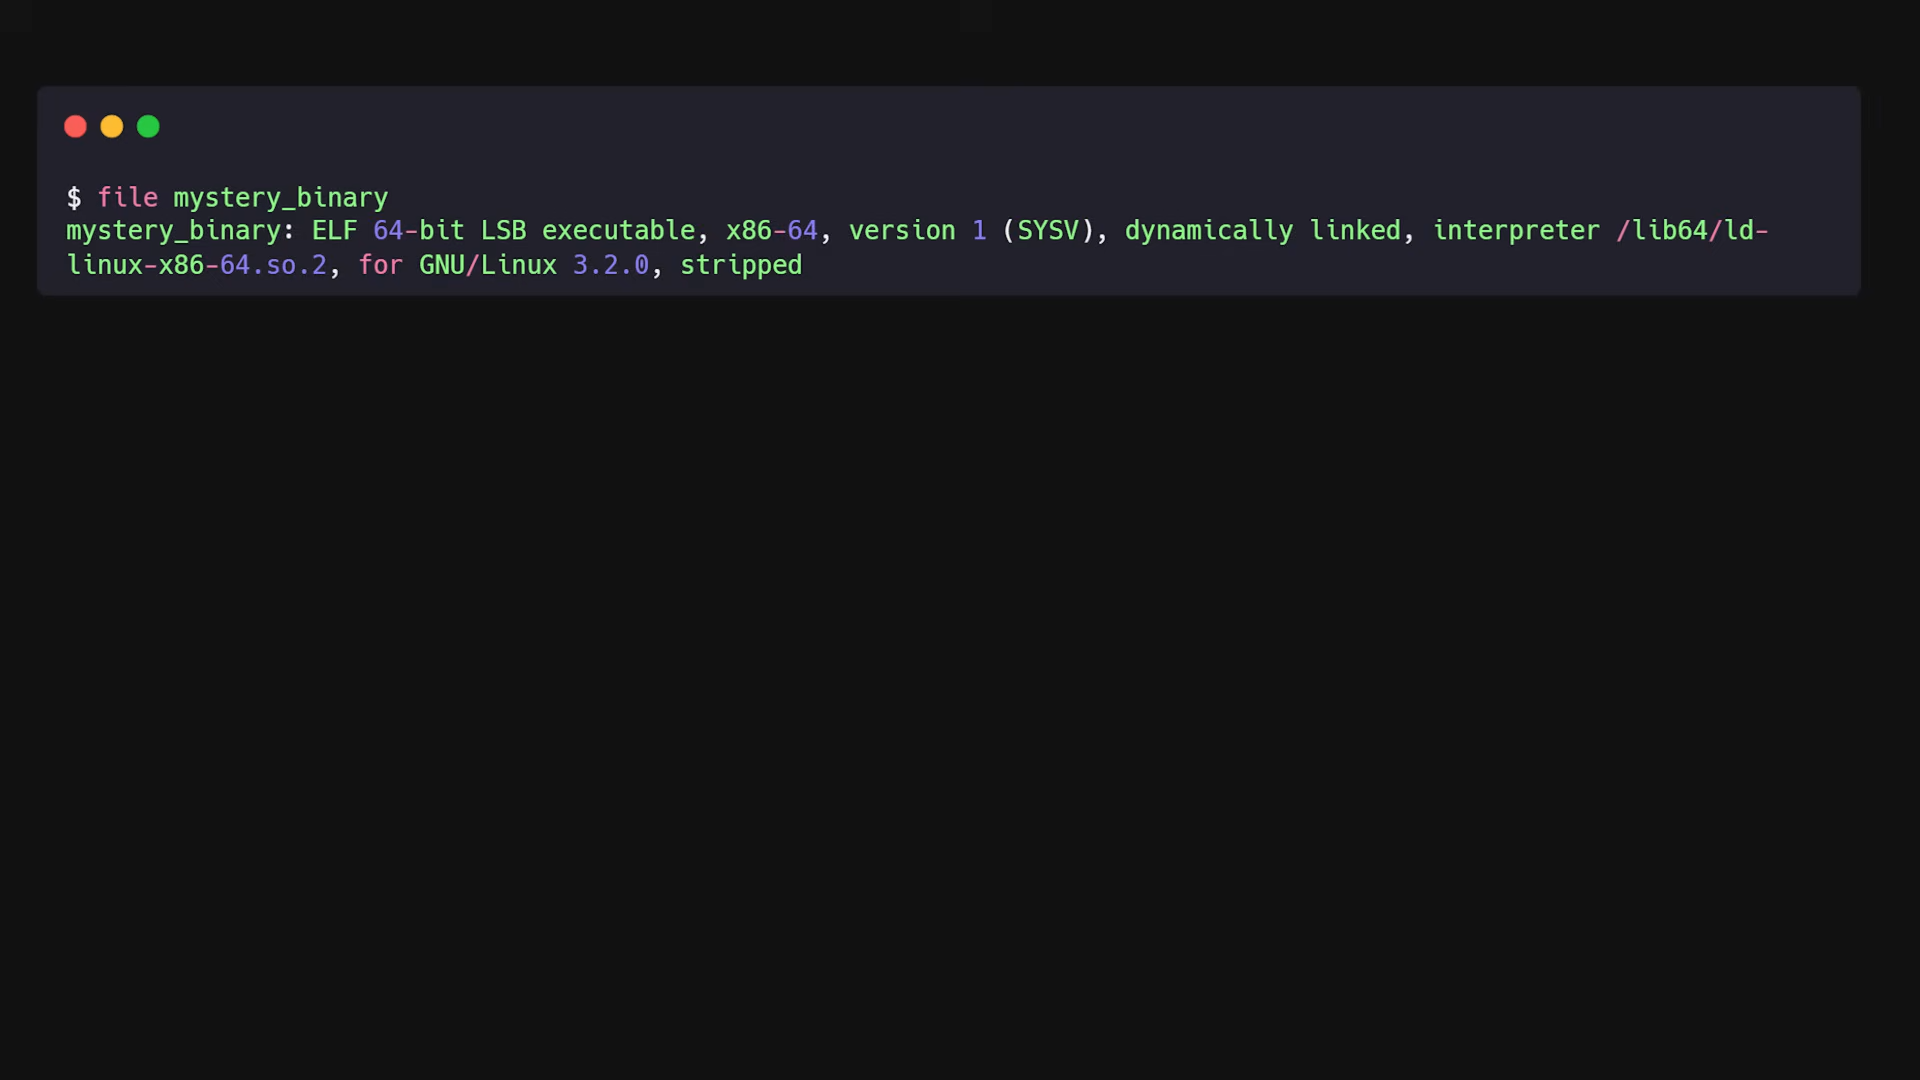 $ file mystery_binary
mystery_binary: ELF 64-bit LSB executable, x86-64, version 1 (SYSV), dynamically linked, interpreter /lib64/ld-
linux-x86-64.so.2, for GNU/Linux 3.2.0, stripped